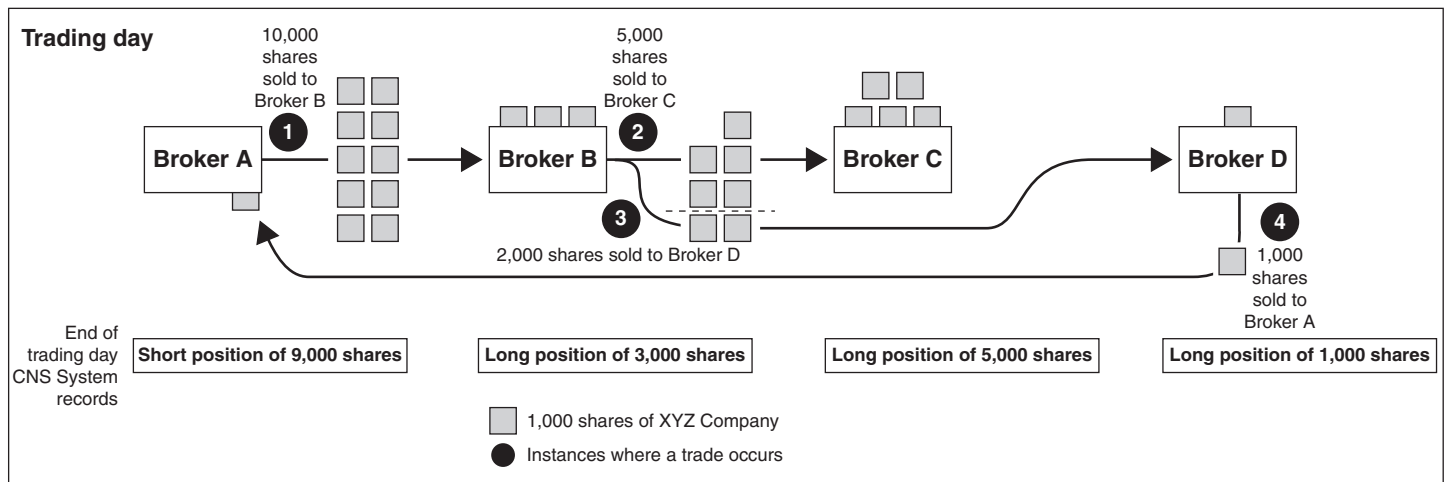 Trading day
10,000
shares
sold to
Broker B
5,000
shares
sold to
Broker C
1
2
Broker A
Broker B
Broker C
Broker D
3
4
2,000 shares sold to Broker D
1,000
shares
sold to
Broker A
End of
trading day
CNS System
records
Short position of 9,000 shares
Long position of 3,000 shares
Long position of 5,000 shares
Long position of 1,000 shares
1,000 shares of XYZ Company
Instances where a trade occurs